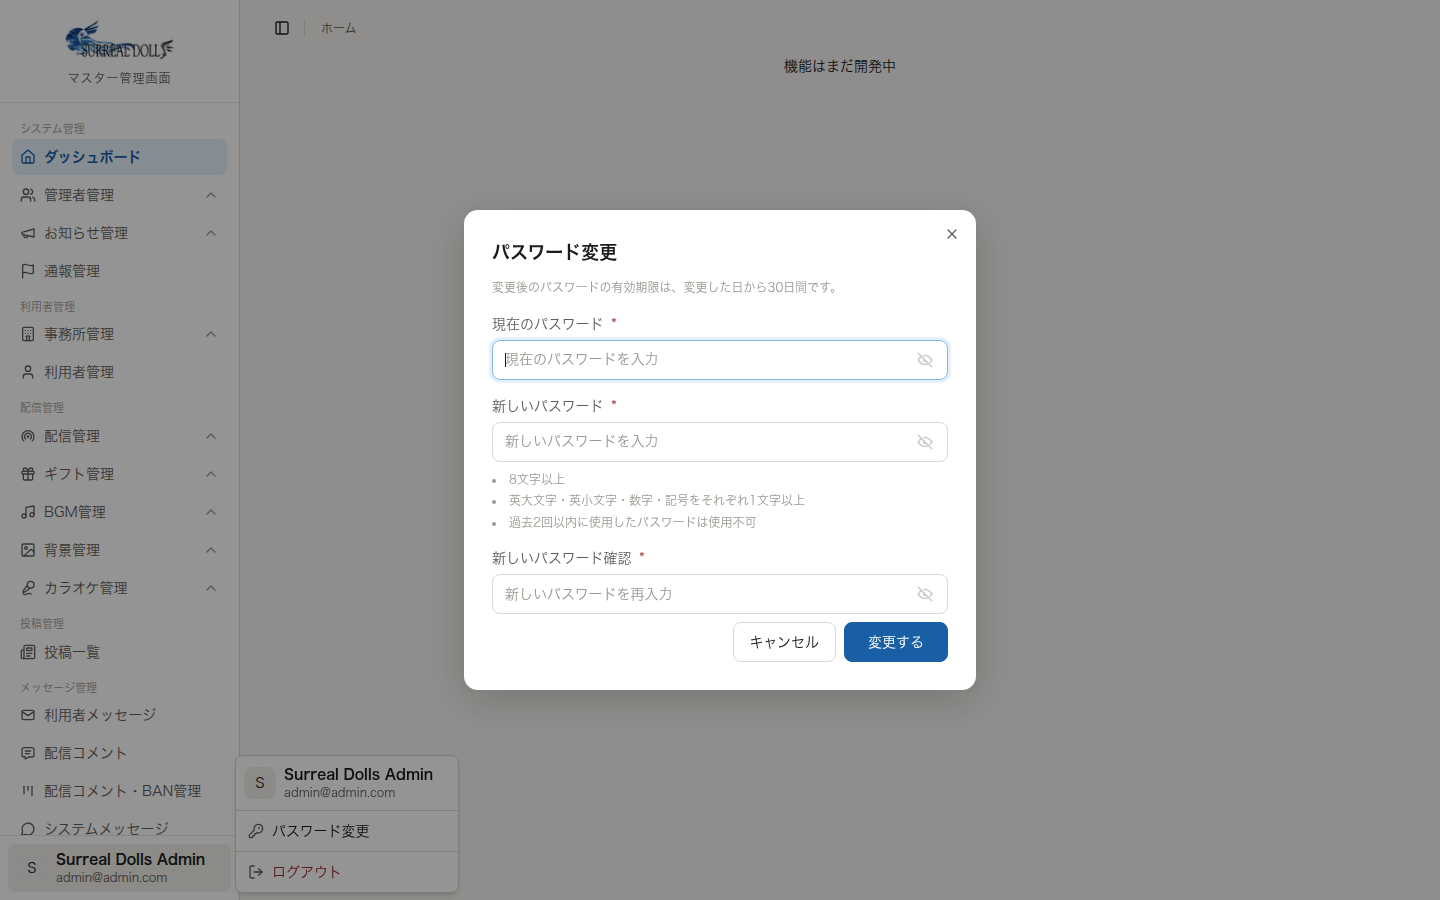 SURREAL DOLLS
マスター管理画面
システム管理
ダッシュボード
管理者管理
お知らせ管理
通報管理
利用者管理
事務所管理
利用者管理
配信管理
配信管理
ギフト管理
BGM管理
背景管理
カラオケ管理
投稿管理
投稿一覧
メッセージ管理
利用者メッセージ
配信コメント
配信コメント・BAN管理
システムメッセージ
S
Surreal Dolls Admin
admin@admin.com
ホーム
機能はまだ開発中
パスワード変更
変更後のパスワードの有効期限は、変更した日から30日間です。
現在のパスワード *
現在のパスワードを入力
新しいパスワード *
新しいパスワードを入力
• 8文字以上
• 英大文字・英小文字・数字・記号をそれぞれ1文字以上
• 過去2回以内に使用したパスワードは使用不可
新しいパスワード確認 *
新しいパスワードを再入力
キャンセル
変更する
S
Surreal Dolls Admin
admin@admin.com
パスワード変更
ログアウト